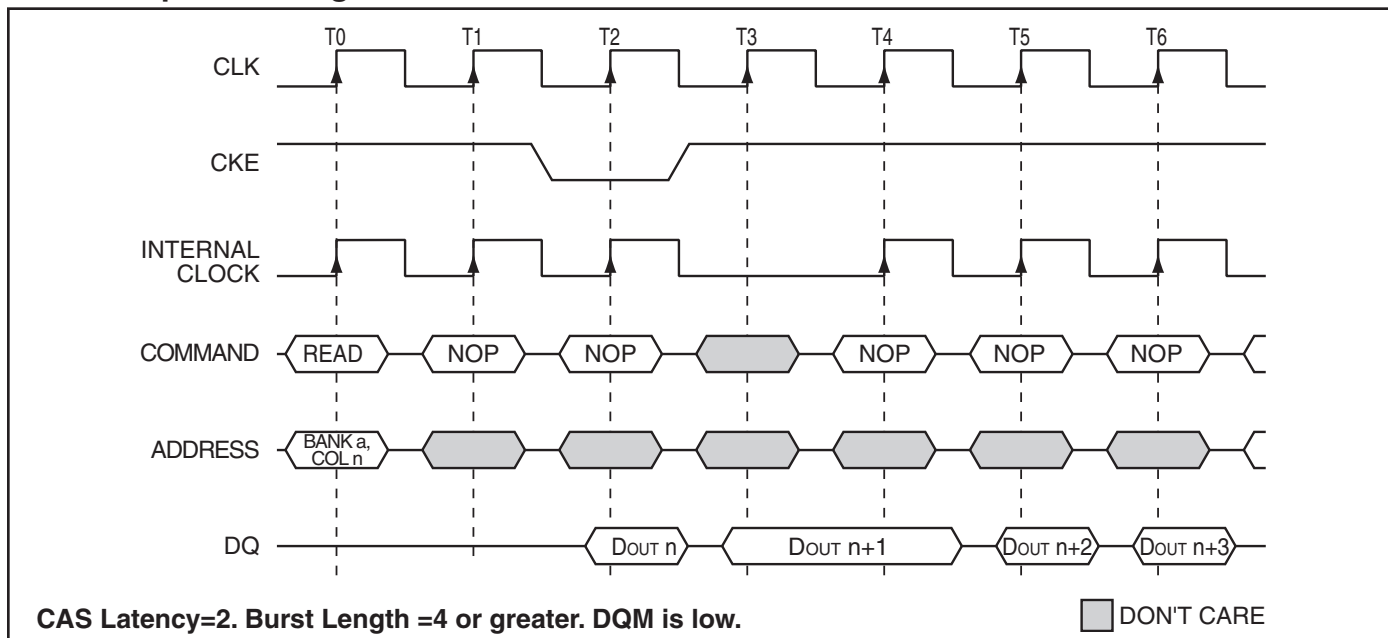 T0 T1 T2 T3 T4 T5 T6
CLK
CKE
INTERNAL
CLOCK
COMMAND READ NOP NOP NOP NOP NOP
ADDRESS BANK a,
COL n
DQ DOUT n DOUT n+1 DOUT n+2 DOUT n+3
CAS Latency=2. Burst Length =4 or greater. DQM is low. DON'T CARE